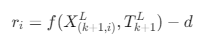 $r_i = f(X^L_{(k+1,i)}, T^L_{k+1}) - d$